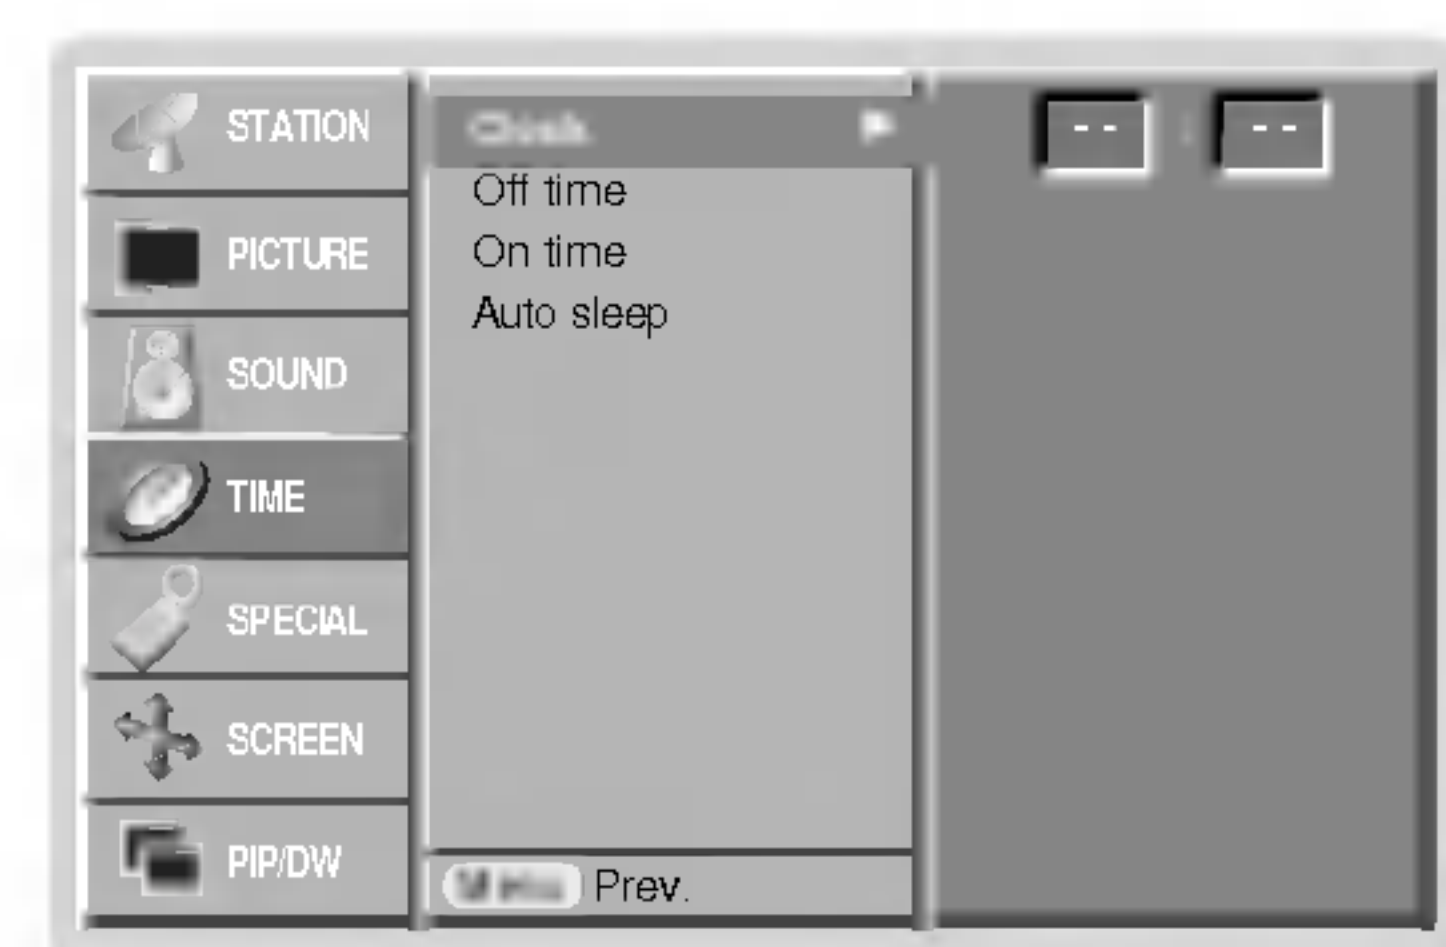 STATION
PICTURE
SOUND
TIME
SPECIAL
SCREEN
PIP/DW
Off time
On time
Auto sleep
Prev.
-- : --